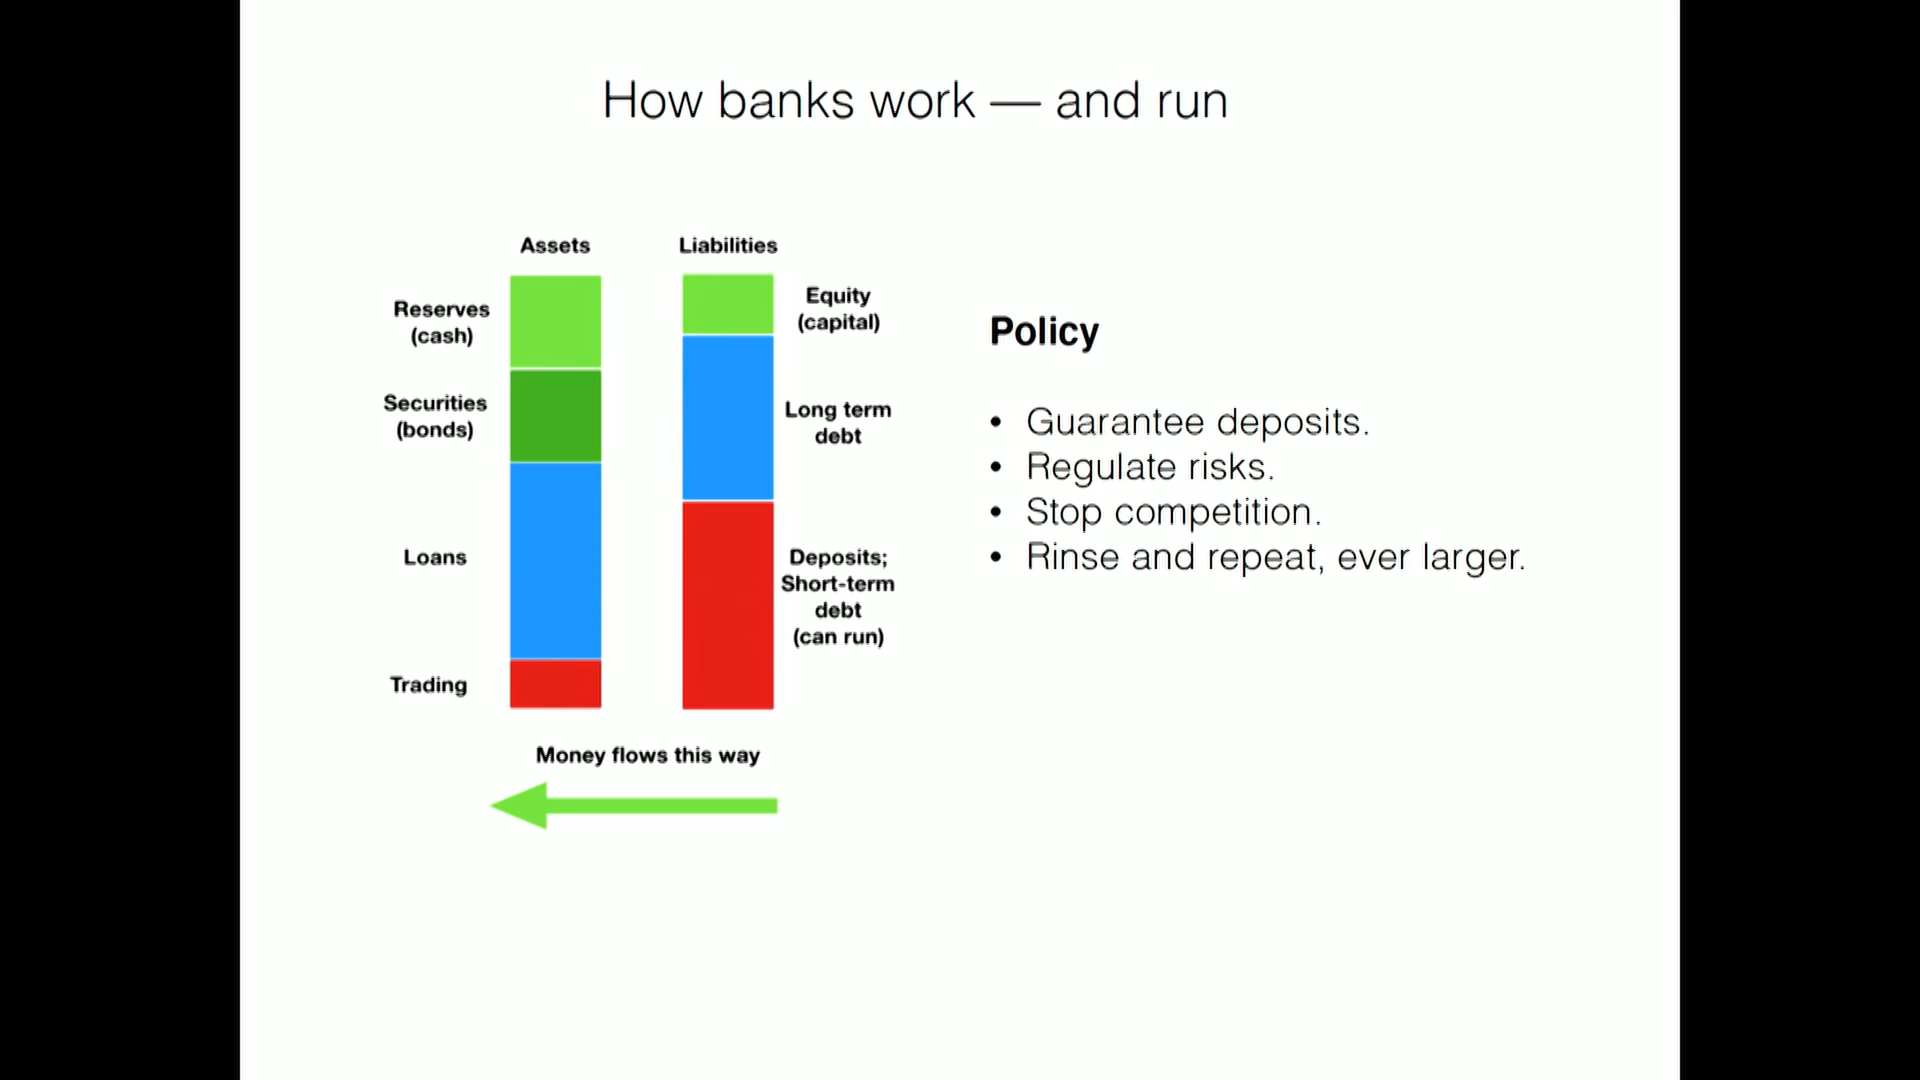 How banks work — and run
Assets
Liabilities
Reserves
(cash)
Securities
(bonds)
Loans
Trading
Equity
(capital)
Long term
debt
Deposits;
Short-term
debt
(can run)
Money flows this way
Policy
• Guarantee deposits.
• Regulate risks.
• Stop competition.
• Rinse and repeat, ever larger.